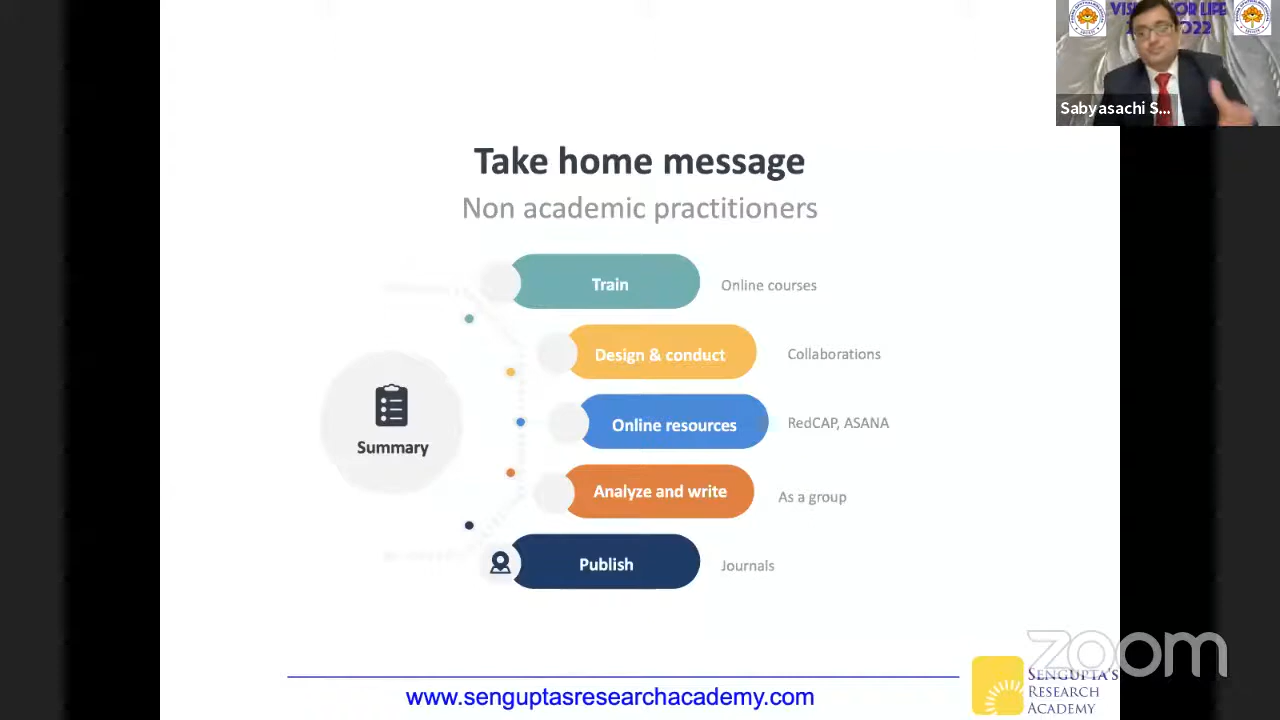 Take home message
Non academic practitioners
Train
Online courses
Design & conduct
Collaborations
Online resources
RedCAP, ASANA
Summary
Analyze and write
As a group
Publish
Journals
www.senguptasresearchacademy.com
SENGUPTA'S
RESEARCH
ACADEMY
zoom
Sabyasachi S...